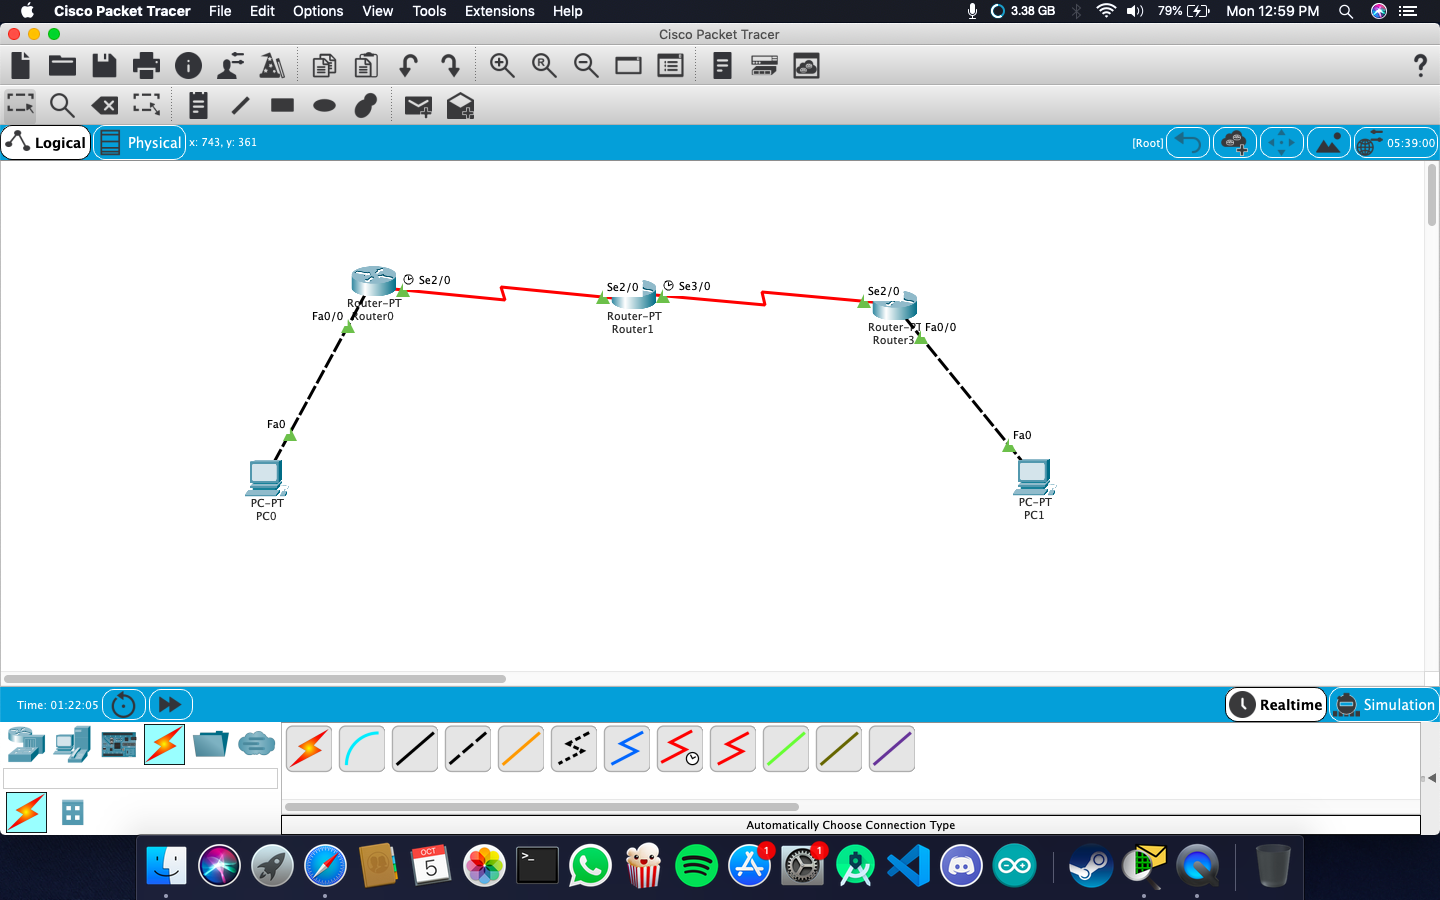 Cisco Packet Tracer File Edit Options View Tools Extensions Help 3.38 GB 79% Mon 12:59 PM
Cisco Packet Tracer
Logical Physical x: 743, y: 361 [Root] 05:39:00
Se2/0
Se2/0
Se3/0
Se2/0
Router-PT
Router0
Fa0/0
Router-PT
Router1
Router-PT
Router3
Fa0/0
Fa0
Fa0
PC-PT
PC0
PC-PT
PC1
Time: 01:22:05 Realtime Simulation
Automatically Choose Connection Type
OCT
5
>_
1
1